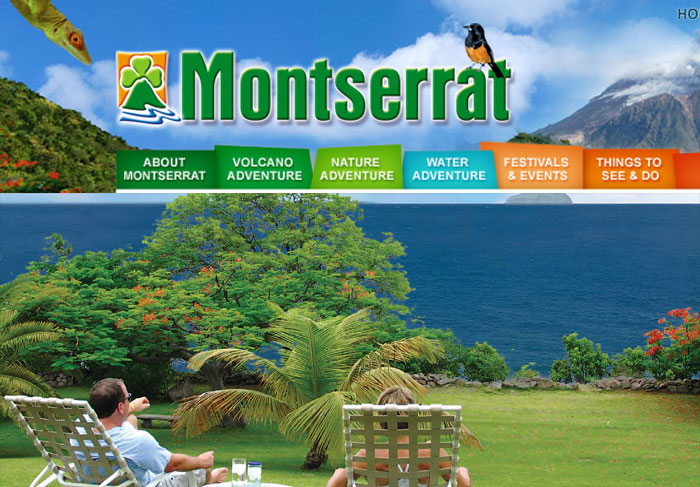 HO
Montserrat
ABOUT
MONTSERRAT
VOLCANO
ADVENTURE
NATURE
ADVENTURE
WATER
ADVENTURE
FESTIVALS
& EVENTS
THINGS TO
SEE & DO